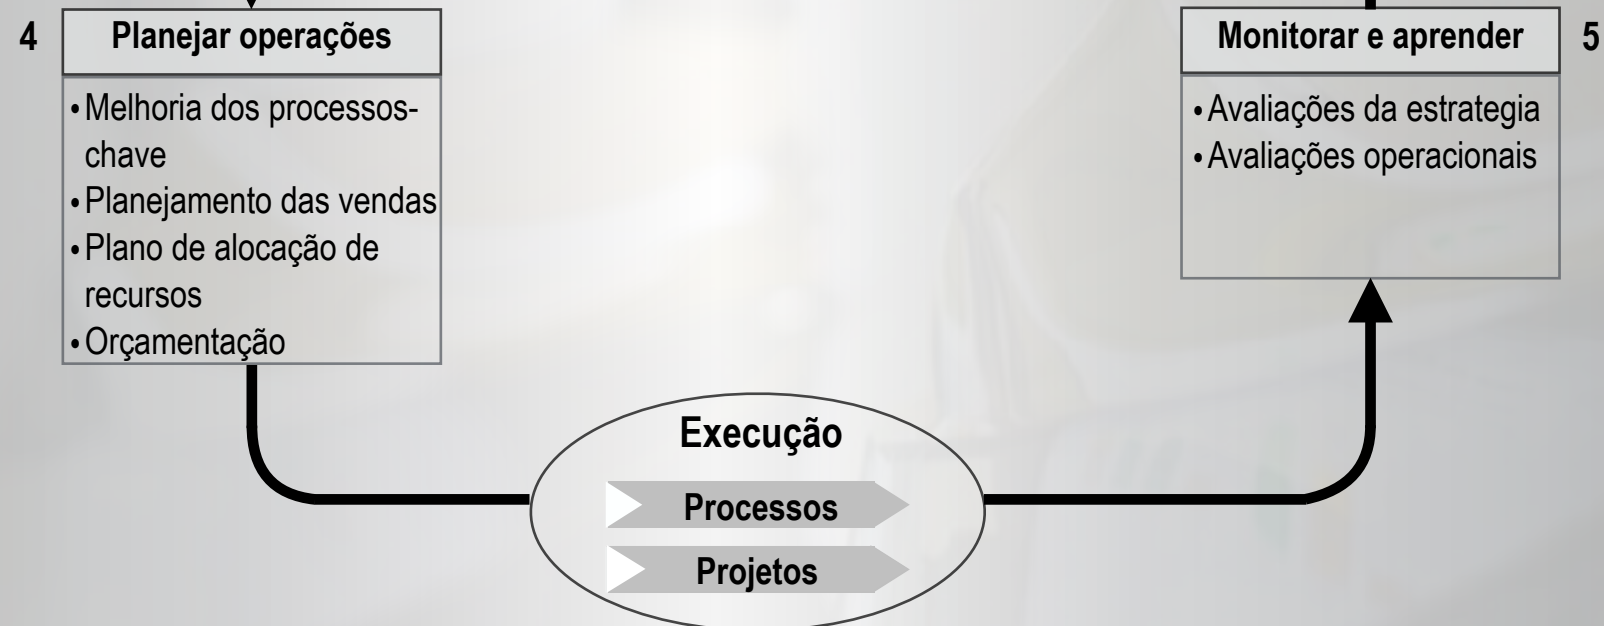 4
Planejar operações
• Melhoria dos processos-
chave
• Planejamento das vendas
• Plano de alocação de
recursos
• Orçamentação
Monitorar e aprender
5
• Avaliações da estrategia
• Avaliações operacionais
Execução
Processos
Projetos